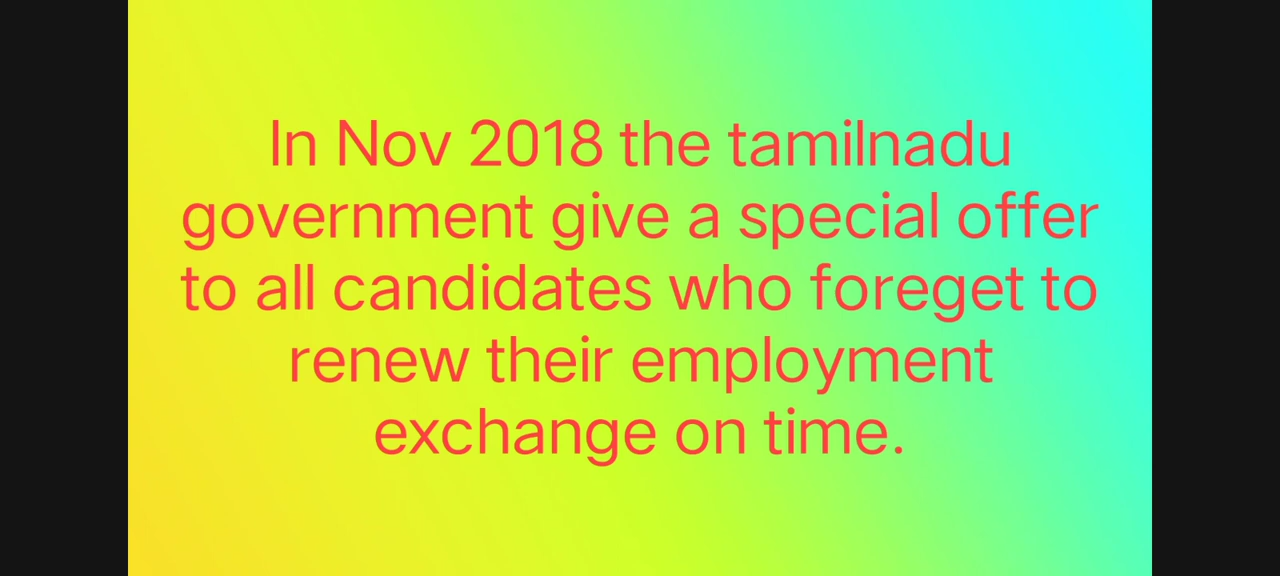 In Nov 2018 the tamilnadu
government give a special offer
to all candidates who foreget to
renew their employment
exchange on time.